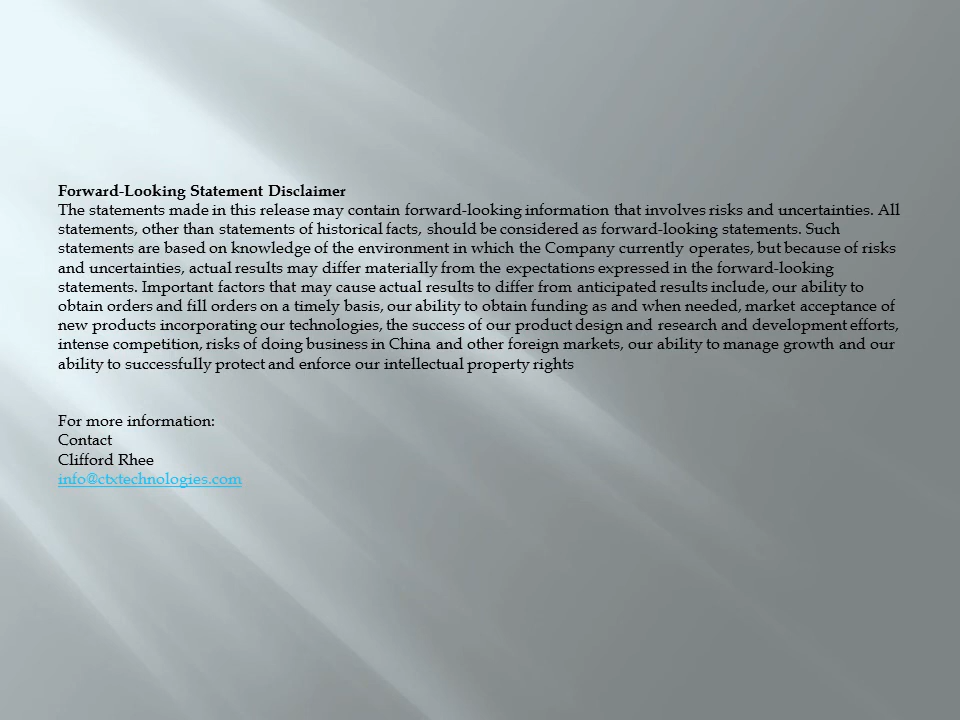 Forward-Looking Statement Disclaimer
The statements made in this release may contain forward-looking information that involves risks and uncertainties. All
statements, other than statements of historical facts, should be considered as forward-looking statements. Such
statements are based on knowledge of the environment in which the Company currently operates, but because of risks
and uncertainties, actual results may differ materially from the expectations expressed in the forward-looking
statements. Important factors that may cause actual results to differ from anticipated results include, our ability to
obtain orders and fill orders on a timely basis, our ability to obtain funding as and when needed, market acceptance of
new products incorporating our technologies, the success of our product design and research and development efforts,
intense competition, risks of doing business in China and other foreign markets, our ability to manage growth and our
ability to successfully protect and enforce our intellectual property rights
For more information:
Contact
Clifford Rhee
info@ctxtechnologies.com